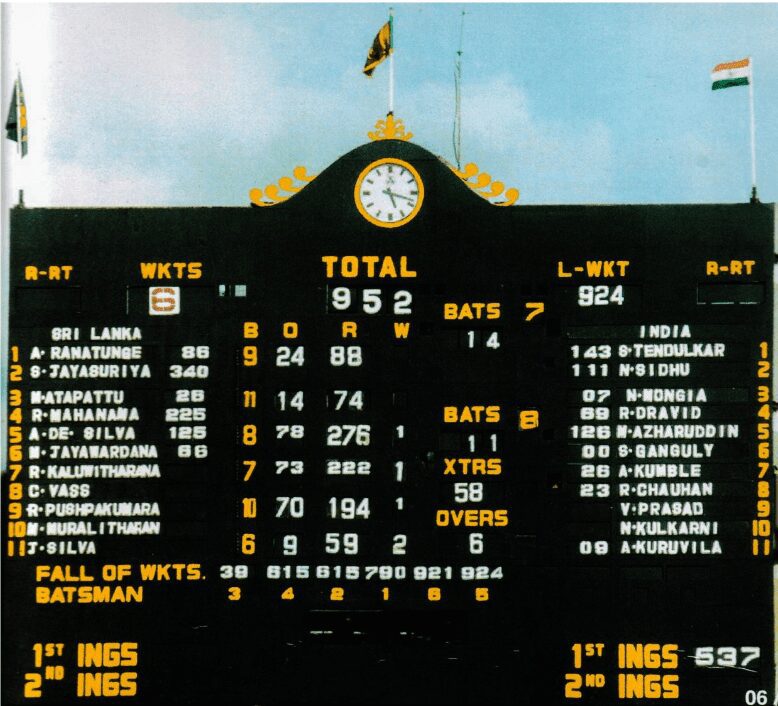 R-RT WKTS TOTAL L-WKT R-RT
6 952 924
BATS 7
14
SRI LANKA B O R W INDIA
1 A·RANATUNGE 86 9 24 88 143 S·TENDULKAR 1
2 S·JAYASURIYA 340 111 N·SIDHU 2
3 M·ATAPATTU 26 11 14 74 07 N·MONGIA 3
4 R·MAHANAMA 225 BATS 8 69 R·DRAVID 4
5 A·DE· SILVA 125 8 78 276 1 11 126 M·AZHARUDDIN 5
6 M·JAYAWARDANA 66 00 S·GANGULY 6
7 R·KALUWITHARANA 7 73 222 1 XTRS 26 A·KUMBLE 7
8 C·VASS 58 23 R·CHAUHAN 8
9 R·PUSHPAKUMARA 10 70 194 1 OVERS V·PRASAD 9
10 M·MURALITHARAN N·KULKARNI 10
11 J·SILVA 6 9 59 2 6 09 A·KURUVILA 11
FALL OF WKTS. 39 615 615 790 921 924
BATSMAN 3 4 2 1 6 5
1ST INGS 1ST INGS 537
2ND INGS 2ND INGS
06